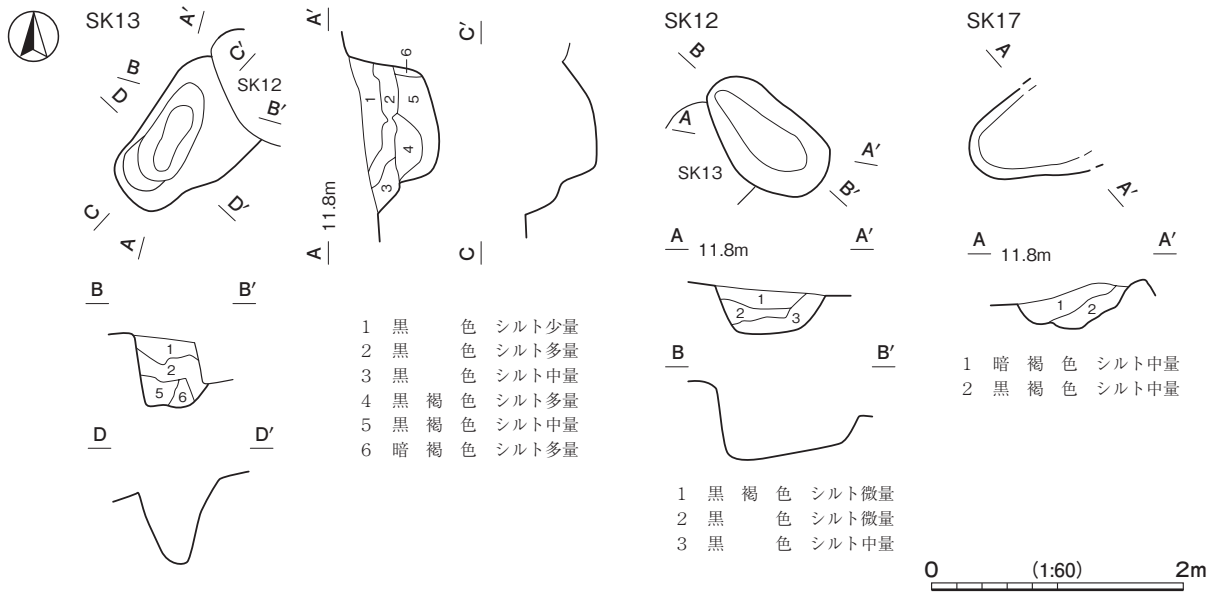 SK13
A′
C′
B
D
SK12
B′
C
A
D′
A′
6
1
2
5
4
3
A 11.8m
C′
C
B
B′
1
2
5
6
D
D′
1 黒 色 シルト少量
2 黒 色 シルト多量
3 黒 色 シルト中量
4 黒 褐 色 シルト多量
5 黒 褐 色 シルト中量
6 暗 褐 色 シルト多量
SK12
B
A
SK13
A′
B′
A 11.8m
A′
1
2
3
B
B′
1 黒 褐 色 シルト微量
2 黒 色 シルト微量
3 黒 色 シルト中量
SK17
A
A′
A 11.8m
A′
1
2
1 暗 褐 色 シルト中量
2 黒 褐 色 シルト中量
0 (1:60) 2m